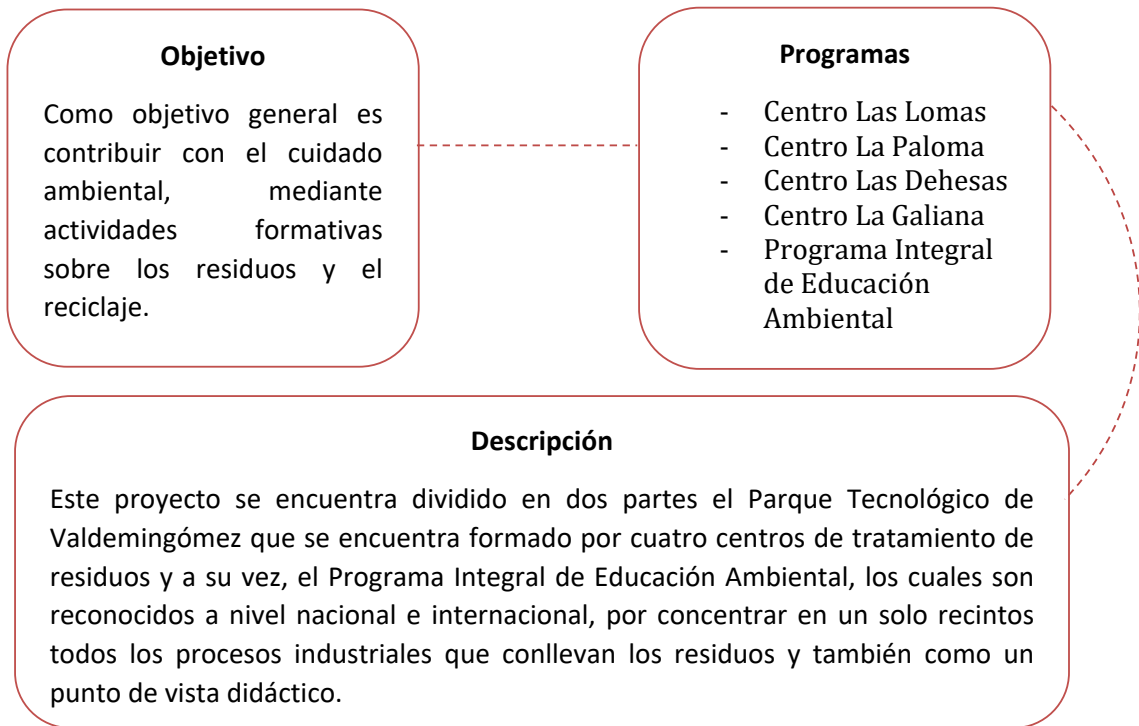 Objetivo
Como objetivo general es
contribuir con el cuidado
ambiental, mediante
actividades formativas
sobre los residuos y el
reciclaje.
Programas
- Centro Las Lomas
- Centro La Paloma
- Centro Las Dehesas
- Centro La Galiana
- Programa Integral
de Educación
Ambiental
Descripción
Este proyecto se encuentra dividido en dos partes el Parque Tecnológico de
Valdemingómez que se encuentra formado por cuatro centros de tratamiento de
residuos y a su vez, el Programa Integral de Educación Ambiental, los cuales son
reconocidos a nivel nacional e internacional, por concentrar en un solo recintos
todos los procesos industriales que conllevan los residuos y también como un
punto de vista didáctico.